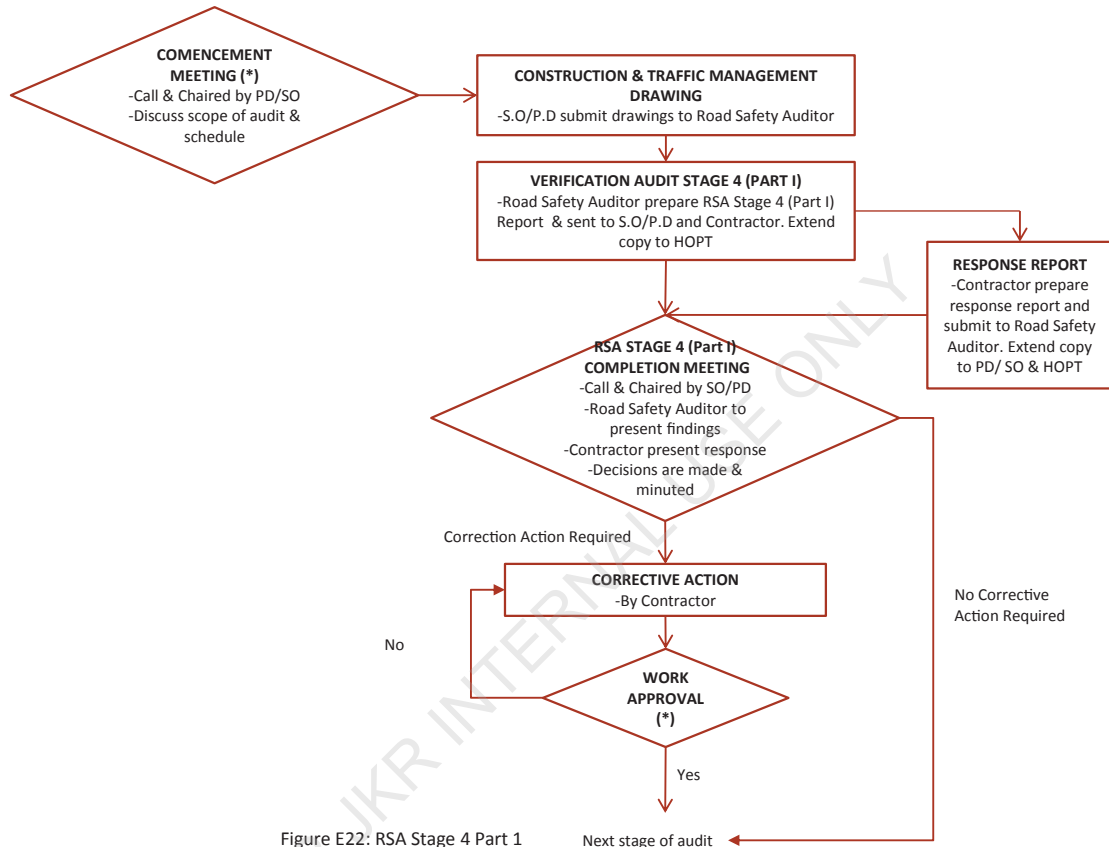 COMENCEMENT
MEETING (*)
-Call & Chaired by PD/SO
-Discuss scope of audit &
schedule
CONSTRUCTION & TRAFFIC MANAGEMENT
DRAWING
-S.O/P.D submit drawings to Road Safety Auditor
VERIFICATION AUDIT STAGE 4 (PART I)
-Road Safety Auditor prepare RSA Stage 4 (Part I)
Report & sent to S.O/P.D and Contractor. Extend
copy to HOPT
RESPONSE REPORT
-Contractor prepare
response report and
submit to Road Safety
Auditor. Extend copy
to PD/ SO & HOPT
RSA STAGE 4 (Part I)
COMPLETION MEETING
-Call & Chaired by SO/PD
-Road Safety Auditor to
present findings
-Contractor present response
-Decisions are made &
minuted
Correction Action Required
CORRECTIVE ACTION
-By Contractor
No Corrective
Action Required
No
WORK
APPROVAL
(*)
Yes
Next stage of audit
Figure E22: RSA Stage 4 Part 1
JKR INTERNAL USE ONLY